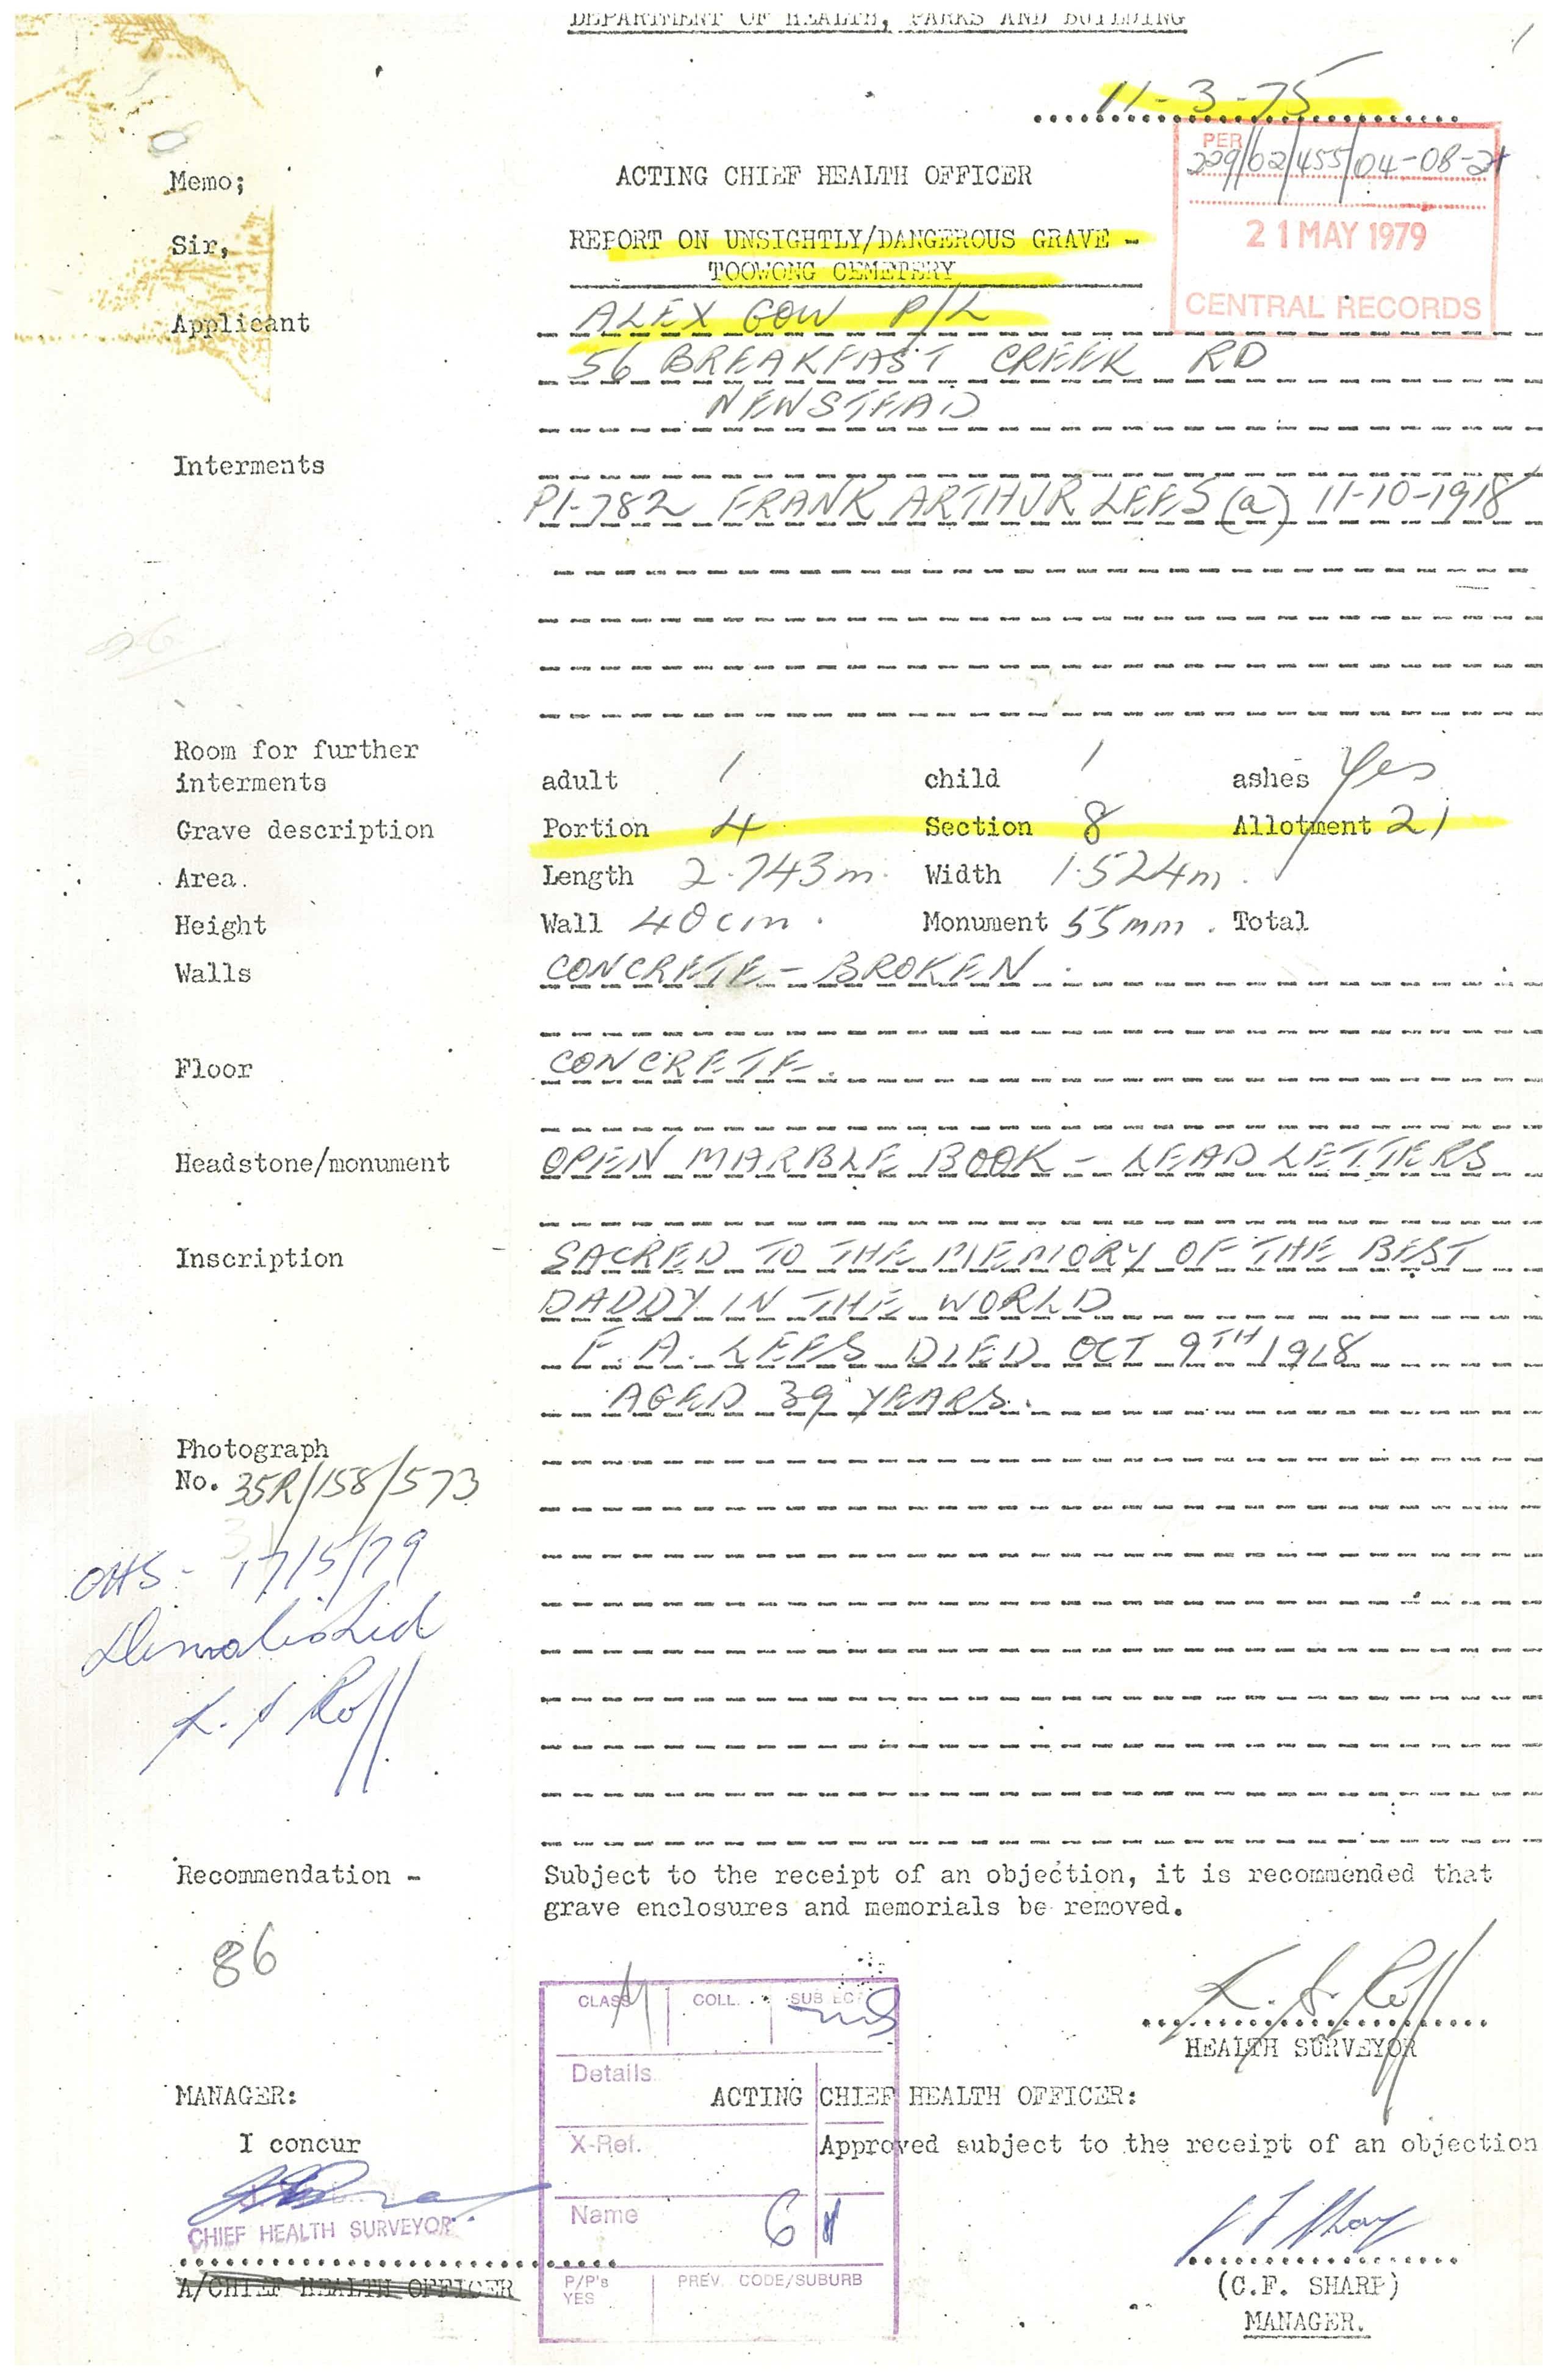 DEPARTMENT OF HEALTH, PARKS AND BUILDING
11-3-75
PER
229/02/455/04-08-21
21 MAY 1979
CENTRAL RECORDS
Memo; ACTING CHIEF HEALTH OFFICER
Sir, REPORT ON UNSIGHTLY/DANGEROUS GRAVE -
TOOWONG CEMETERY
Applicant ALEX GOW P/L
56 BREAKFAST CREEK RD
NEWSTEAD
Interments
P1-782 FRANK ARTHUR LEES (a) 11-10-1918
26
Room for further
interments adult 1 child 1 ashes Yes
Grave description Portion 4 Section 8 Allotment 21
Area. Length 2.743m. Width 1.524m.
Height Wall 40cm. Monument 55mm. Total
Walls CONCRETE - BROKEN.
Floor CONCRETE.
Headstone/monument OPEN MARBLE BOOK - LEAD LETTERS
Inscription SACRED TO THE MEMORY OF THE BEST
DADDY IN THE WORLD
F. A. LEES DIED OCT 9TH 1918
AGED 39 YEARS.
Photograph
No. 35R/158/573
OHS - 17/5/79
Dimolished
K. S Roff
Recommendation - Subject to the receipt of an objection, it is recommended that
grave enclosures and memorials be removed.
86
K. S. Roff
HEALTH SURVEYOR
CLASS COLL. SUBJECT
Details
X-Ref.
Name 6
P/P's YES PREV. CODE/SUBURB
MANAGER: ACTING CHIEF HEALTH OFFICER:
I concur Approved subject to the receipt of an objection
CHIEF HEALTH SURVEYOR
A/CHIEF HEALTH OFFICER
(C.F. SHARP)
MANAGER.